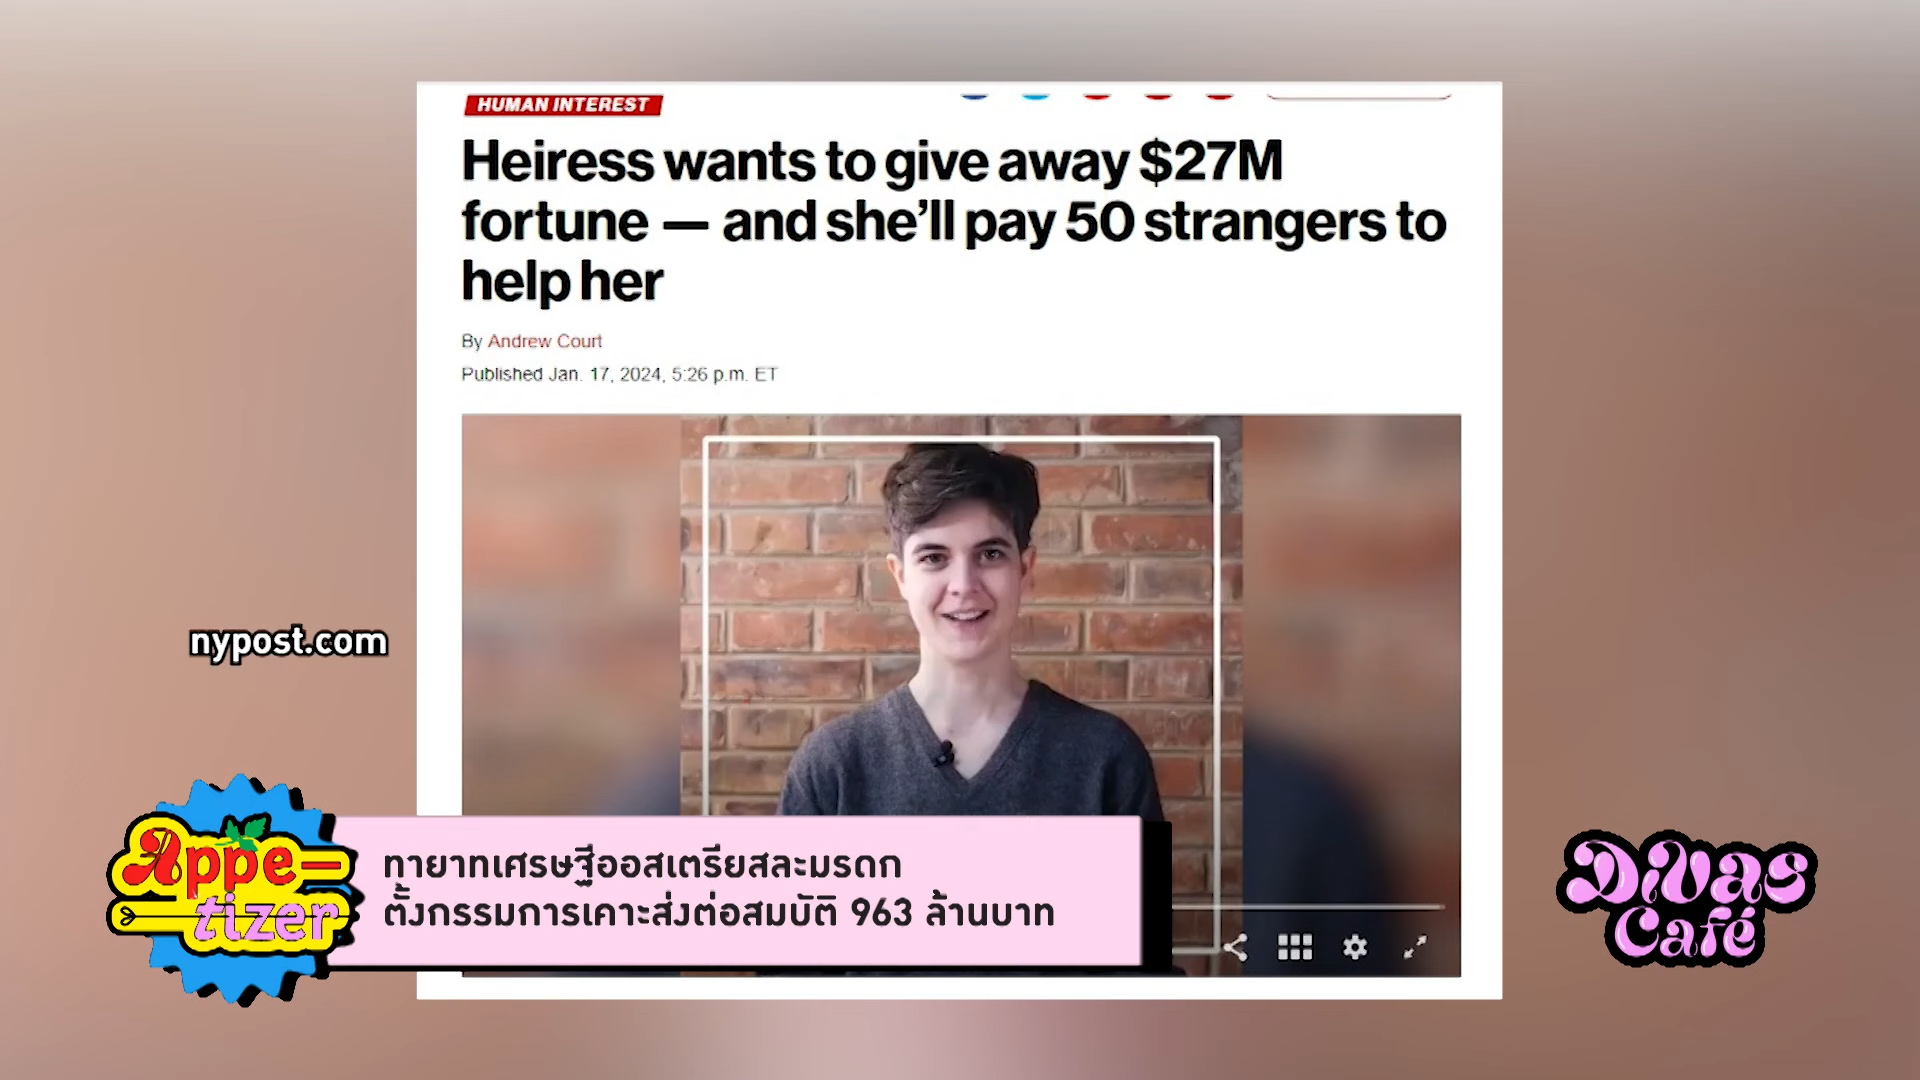 HUMAN INTEREST
Heiress wants to give away $27M
fortune — and she'll pay 50 strangers to
help her
By Andrew Court
Published Jan. 17, 2024, 5:26 p.m. ET
nypost.com
Appe-
tizer
ทายาทเศรษฐีออสเตรียสละมรดก
ตั้งกรรมการเคาะส่งต่อสมบัติ 963 ล้านบาท
Divas
Café